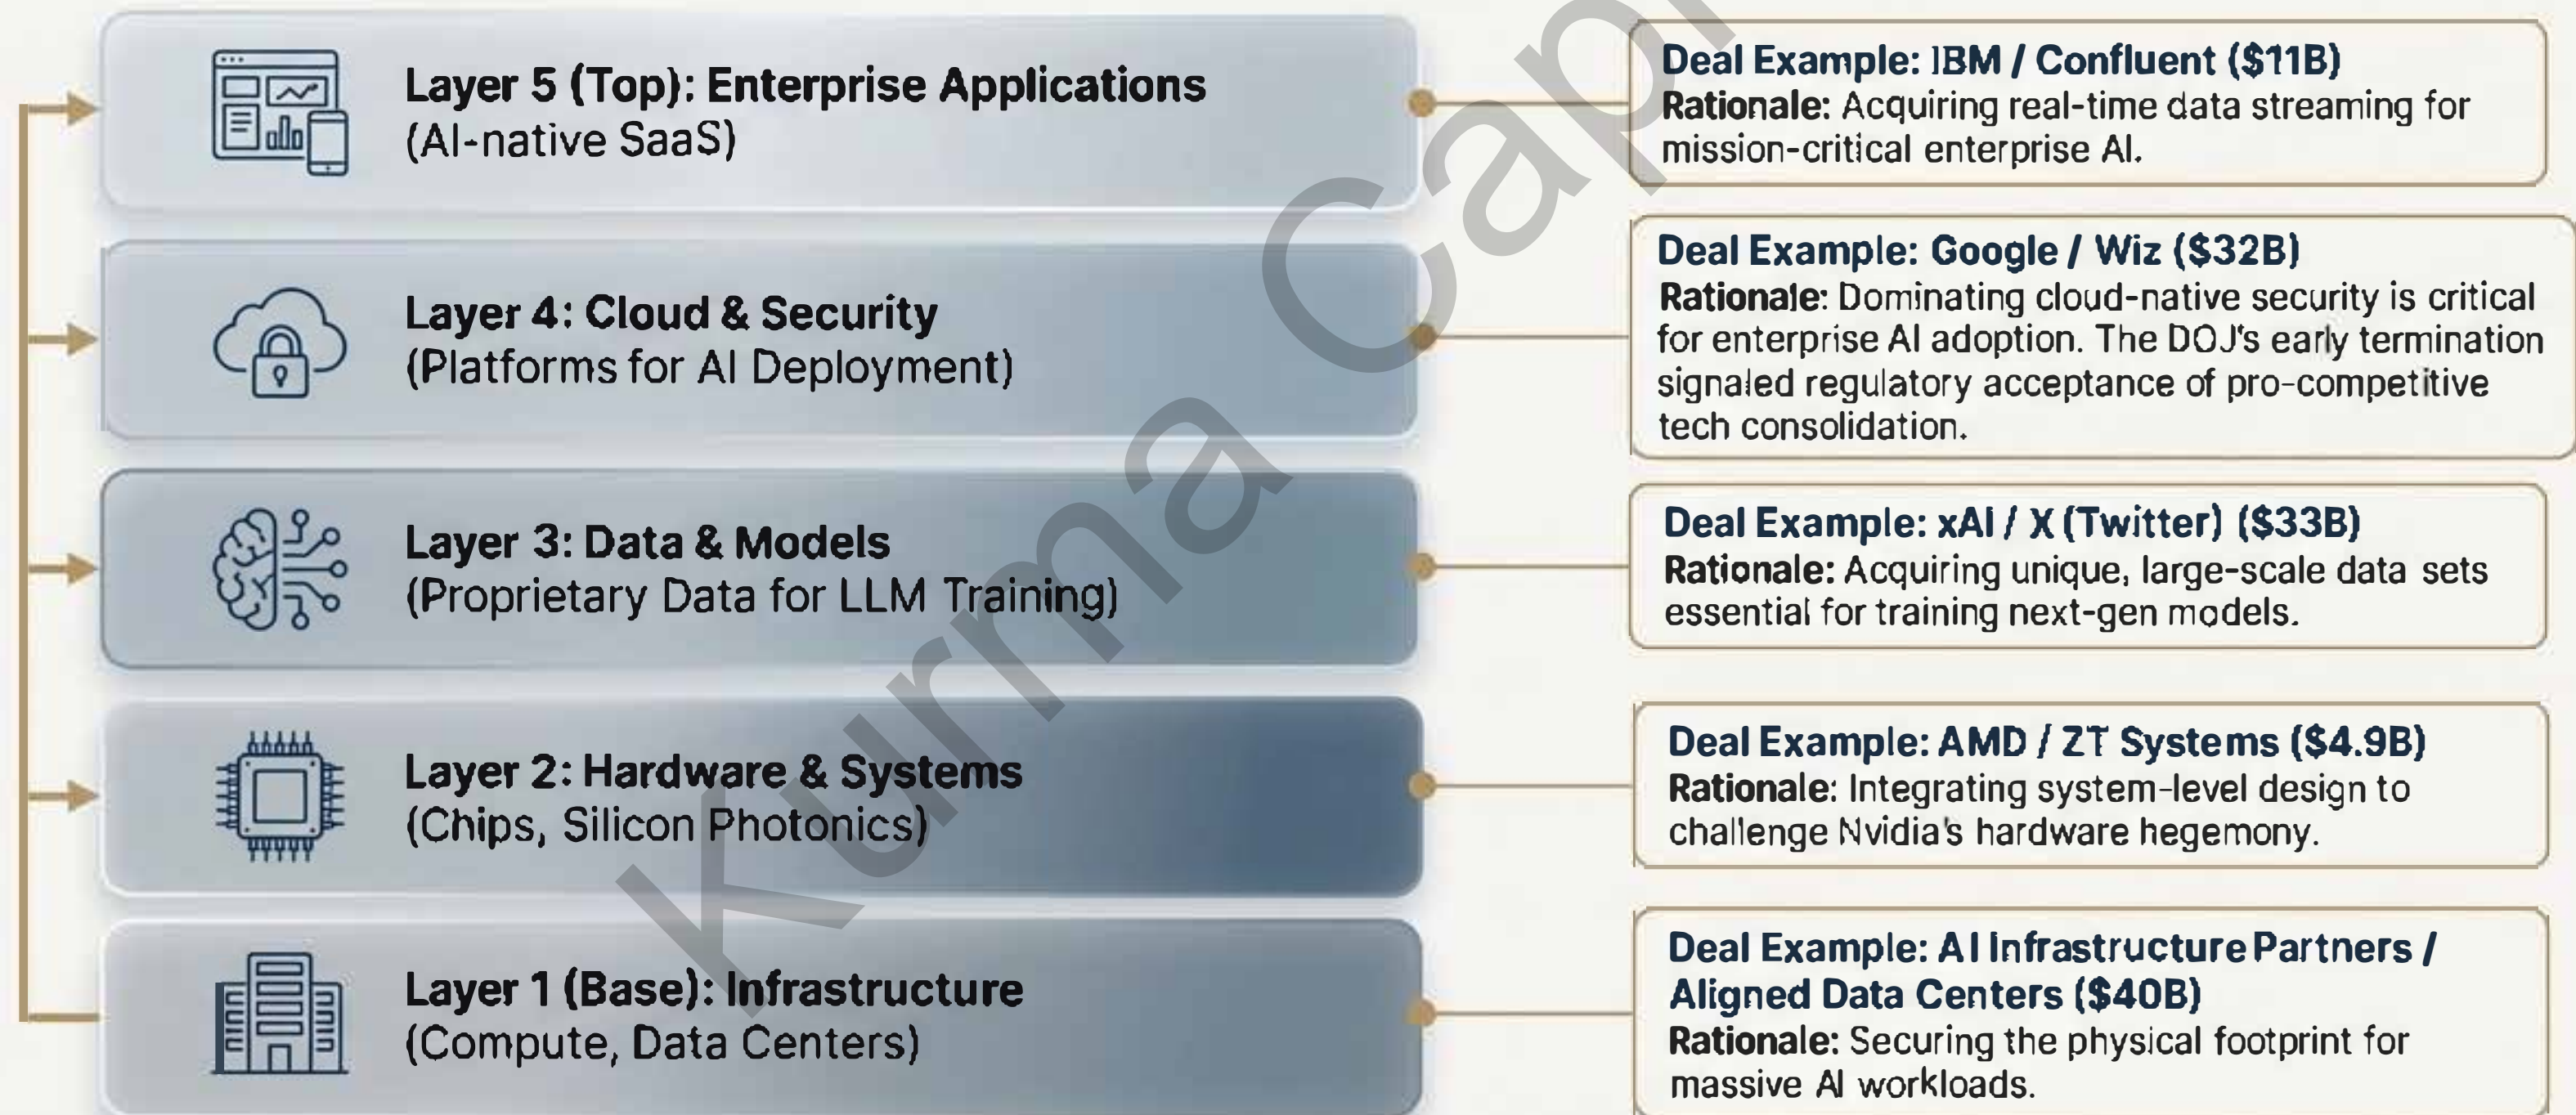 Layer 5 (Top): Enterprise Applications
(AI-native SaaS)
Deal Example: IBM / Confluent ($11B)
Rationale: Acquiring real-time data streaming for
mission-critical enterprise AI.
Layer 4: Cloud & Security
(Platforms for AI Deployment)
Deal Example: Google / Wiz ($32B)
Rationale: Dominating cloud-native security is critical
for enterprise AI adoption. The DOJ's early termination
signaled regulatory acceptance of pro-competitive
tech consolidation.
Layer 3: Data & Models
(Proprietary Data for LLM Training)
Deal Example: xAI / X (Twitter) ($33B)
Rationale: Acquiring unique, large-scale data sets
essential for training next-gen models.
Layer 2: Hardware & Systems
(Chips, Silicon Photonics)
Deal Example: AMD / ZT Systems ($4.9B)
Rationale: Integrating system-level design to
challenge Nvidia's hardware hegemony.
Layer 1 (Base): Infrastructure
(Compute, Data Centers)
Deal Example: AI Infrastructure Partners /
Aligned Data Centers ($40B)
Rationale: Securing the physical footprint for
massive AI workloads.
Kurma